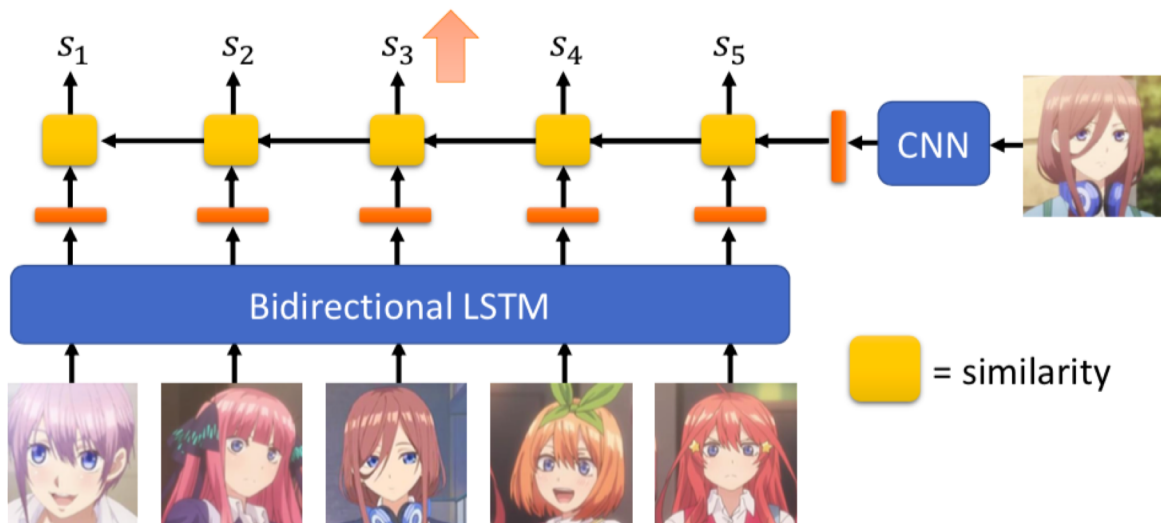 s₁ s₂ s₃ s₄ s₅
CNN
Bidirectional LSTM
= similarity